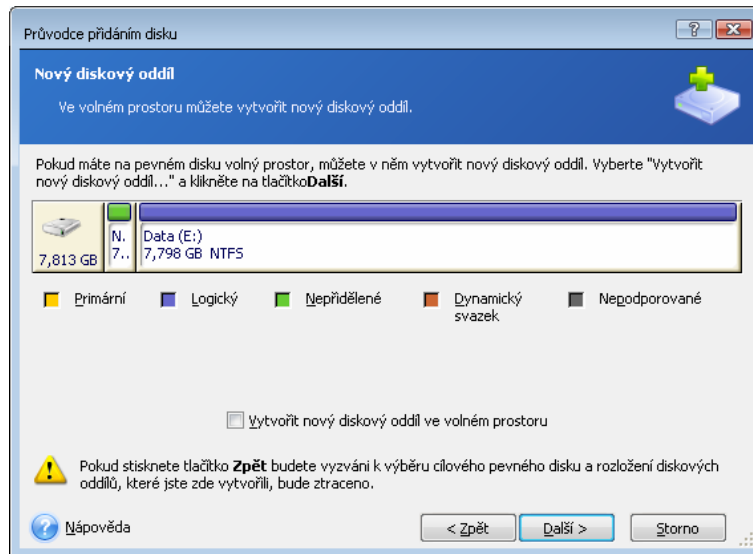 Průvodce přidáním disku
Nový diskový oddíl
Ve volném prostoru můžete vytvořit nový diskový oddíl.
Pokud máte na pevném disku volný prostor, můžete v něm vytvořit nový diskový oddíl. Vyberte "Vytvořit
nový diskový oddíl..." a klikněte na tlačítkoDalší.
N. Data (E:)
7,813 GB 7.. 7,798 GB NTFS
Primární Logický Nepřidělené Dynamický Nepodporované
svazek
Vytvořit nový diskový oddíl ve volném prostoru
Pokud stisknete tlačítko Zpět budete vyzváni k výběru cílového pevného disku a rozložení diskových
oddílů, které jste zde vytvořili, bude ztraceno.
Nápověda < Zpět Další > Storno